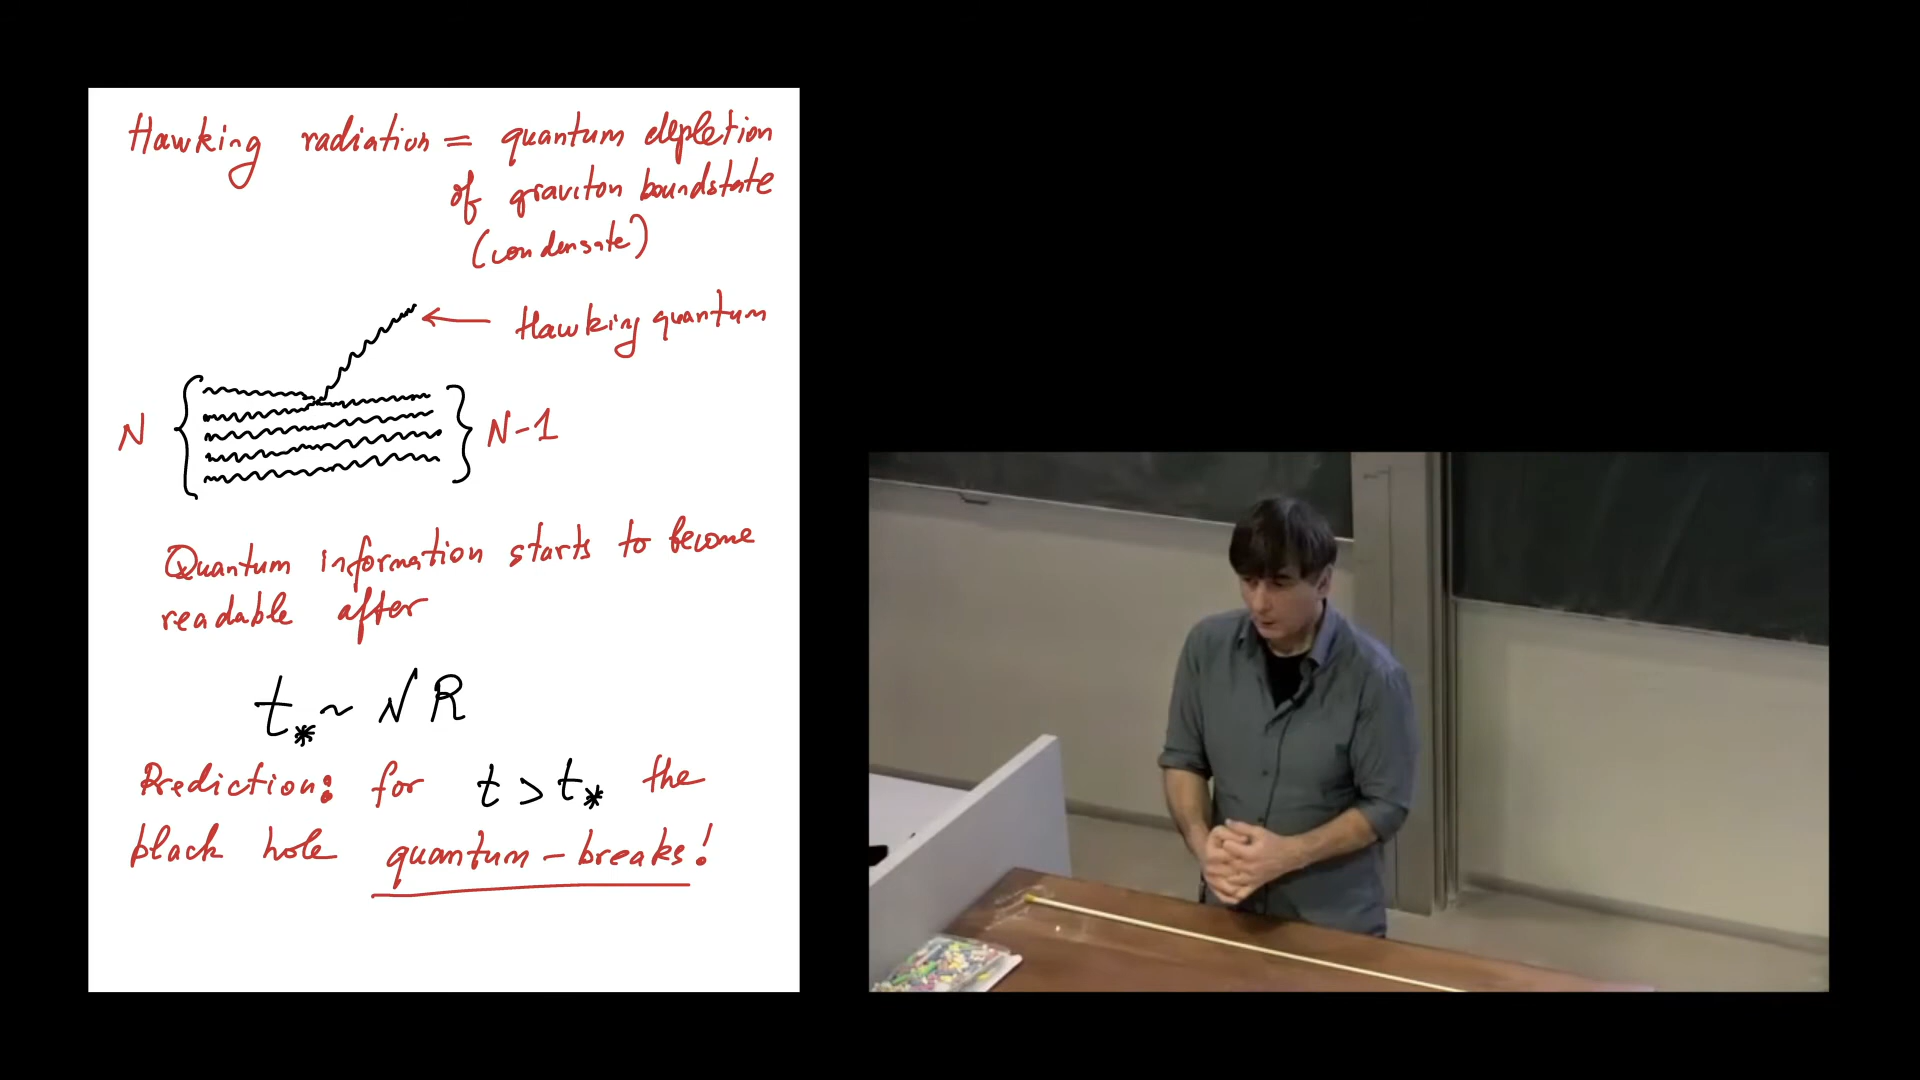 Hawking radiation = quantum depletion
of graviton boundstate
(condensate)
Hawking quantum
N
N-1
Quantum information starts to become
readable after
t* ~ NR
Prediction: for t > t* the
black hole quantum-breaks!